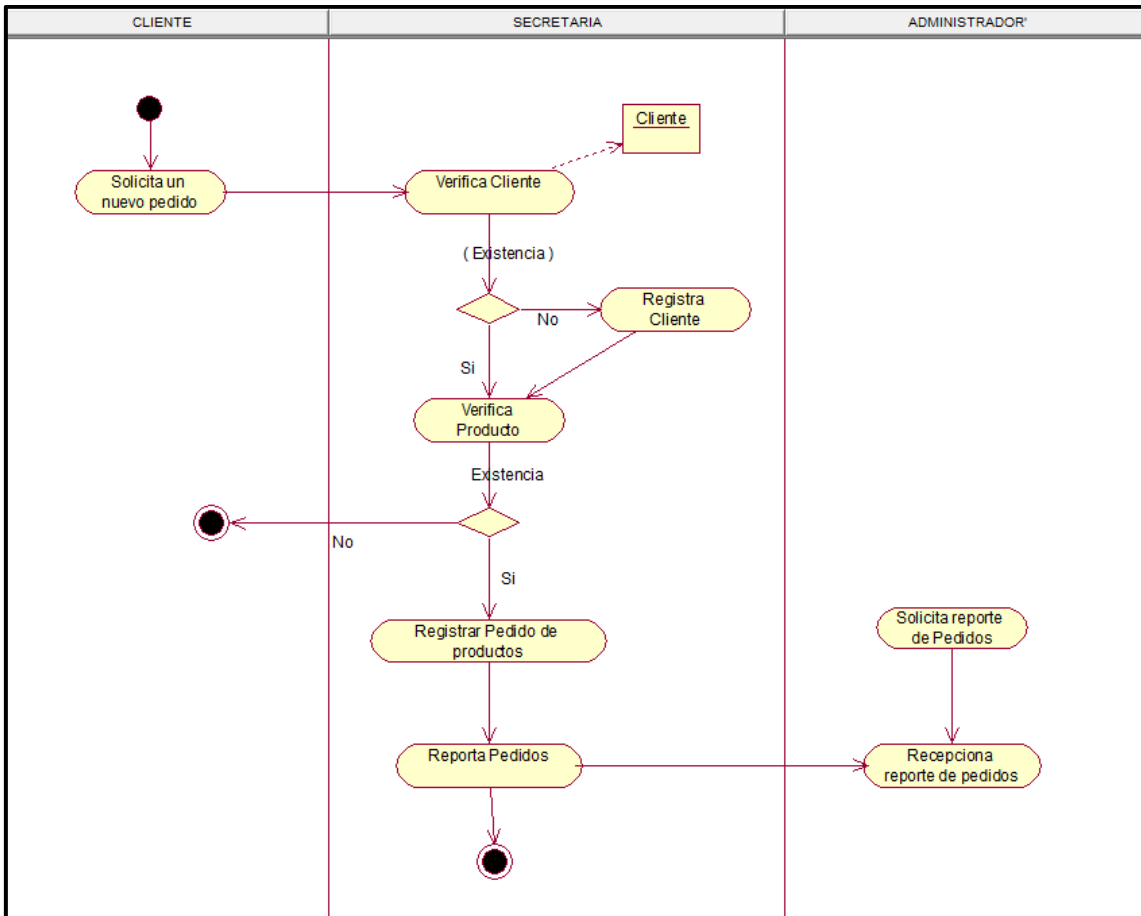 CLIENTE
SECRETARIA
ADMINISTRADOR'
Cliente
Solicita un
nuevo pedido
Verifica Cliente
( Existencia )
Registra
Cliente
No
Si
Verifica
Producto
Existencia
No
Si
Solicita reporte
de Pedidos
Registrar Pedido de
productos
Reporta Pedidos
Recepciona
reporte de pedidos